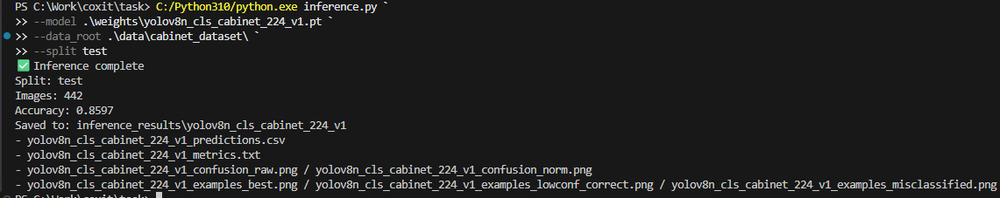 PS C:\Work\coxit\task> C:/Python310/python.exe inference.py `
>> --model .\weights\yolov8n_cls_cabinet_224_v1.pt `
>> --data_root .\data\cabinet_dataset\ `
>> --split test
✅ Inference complete
Split: test
Images: 442
Accuracy: 0.8597
Saved to: inference_results\yolov8n_cls_cabinet_224_v1
- yolov8n_cls_cabinet_224_v1_predictions.csv
- yolov8n_cls_cabinet_224_v1_metrics.txt
- yolov8n_cls_cabinet_224_v1_confusion_raw.png / yolov8n_cls_cabinet_224_v1_confusion_norm.png
- yolov8n_cls_cabinet_224_v1_examples_best.png / yolov8n_cls_cabinet_224_v1_examples_lowconf_correct.png / yolov8n_cls_cabinet_224_v1_examples_misclassified.png
PS C:\Work\coxit\task>